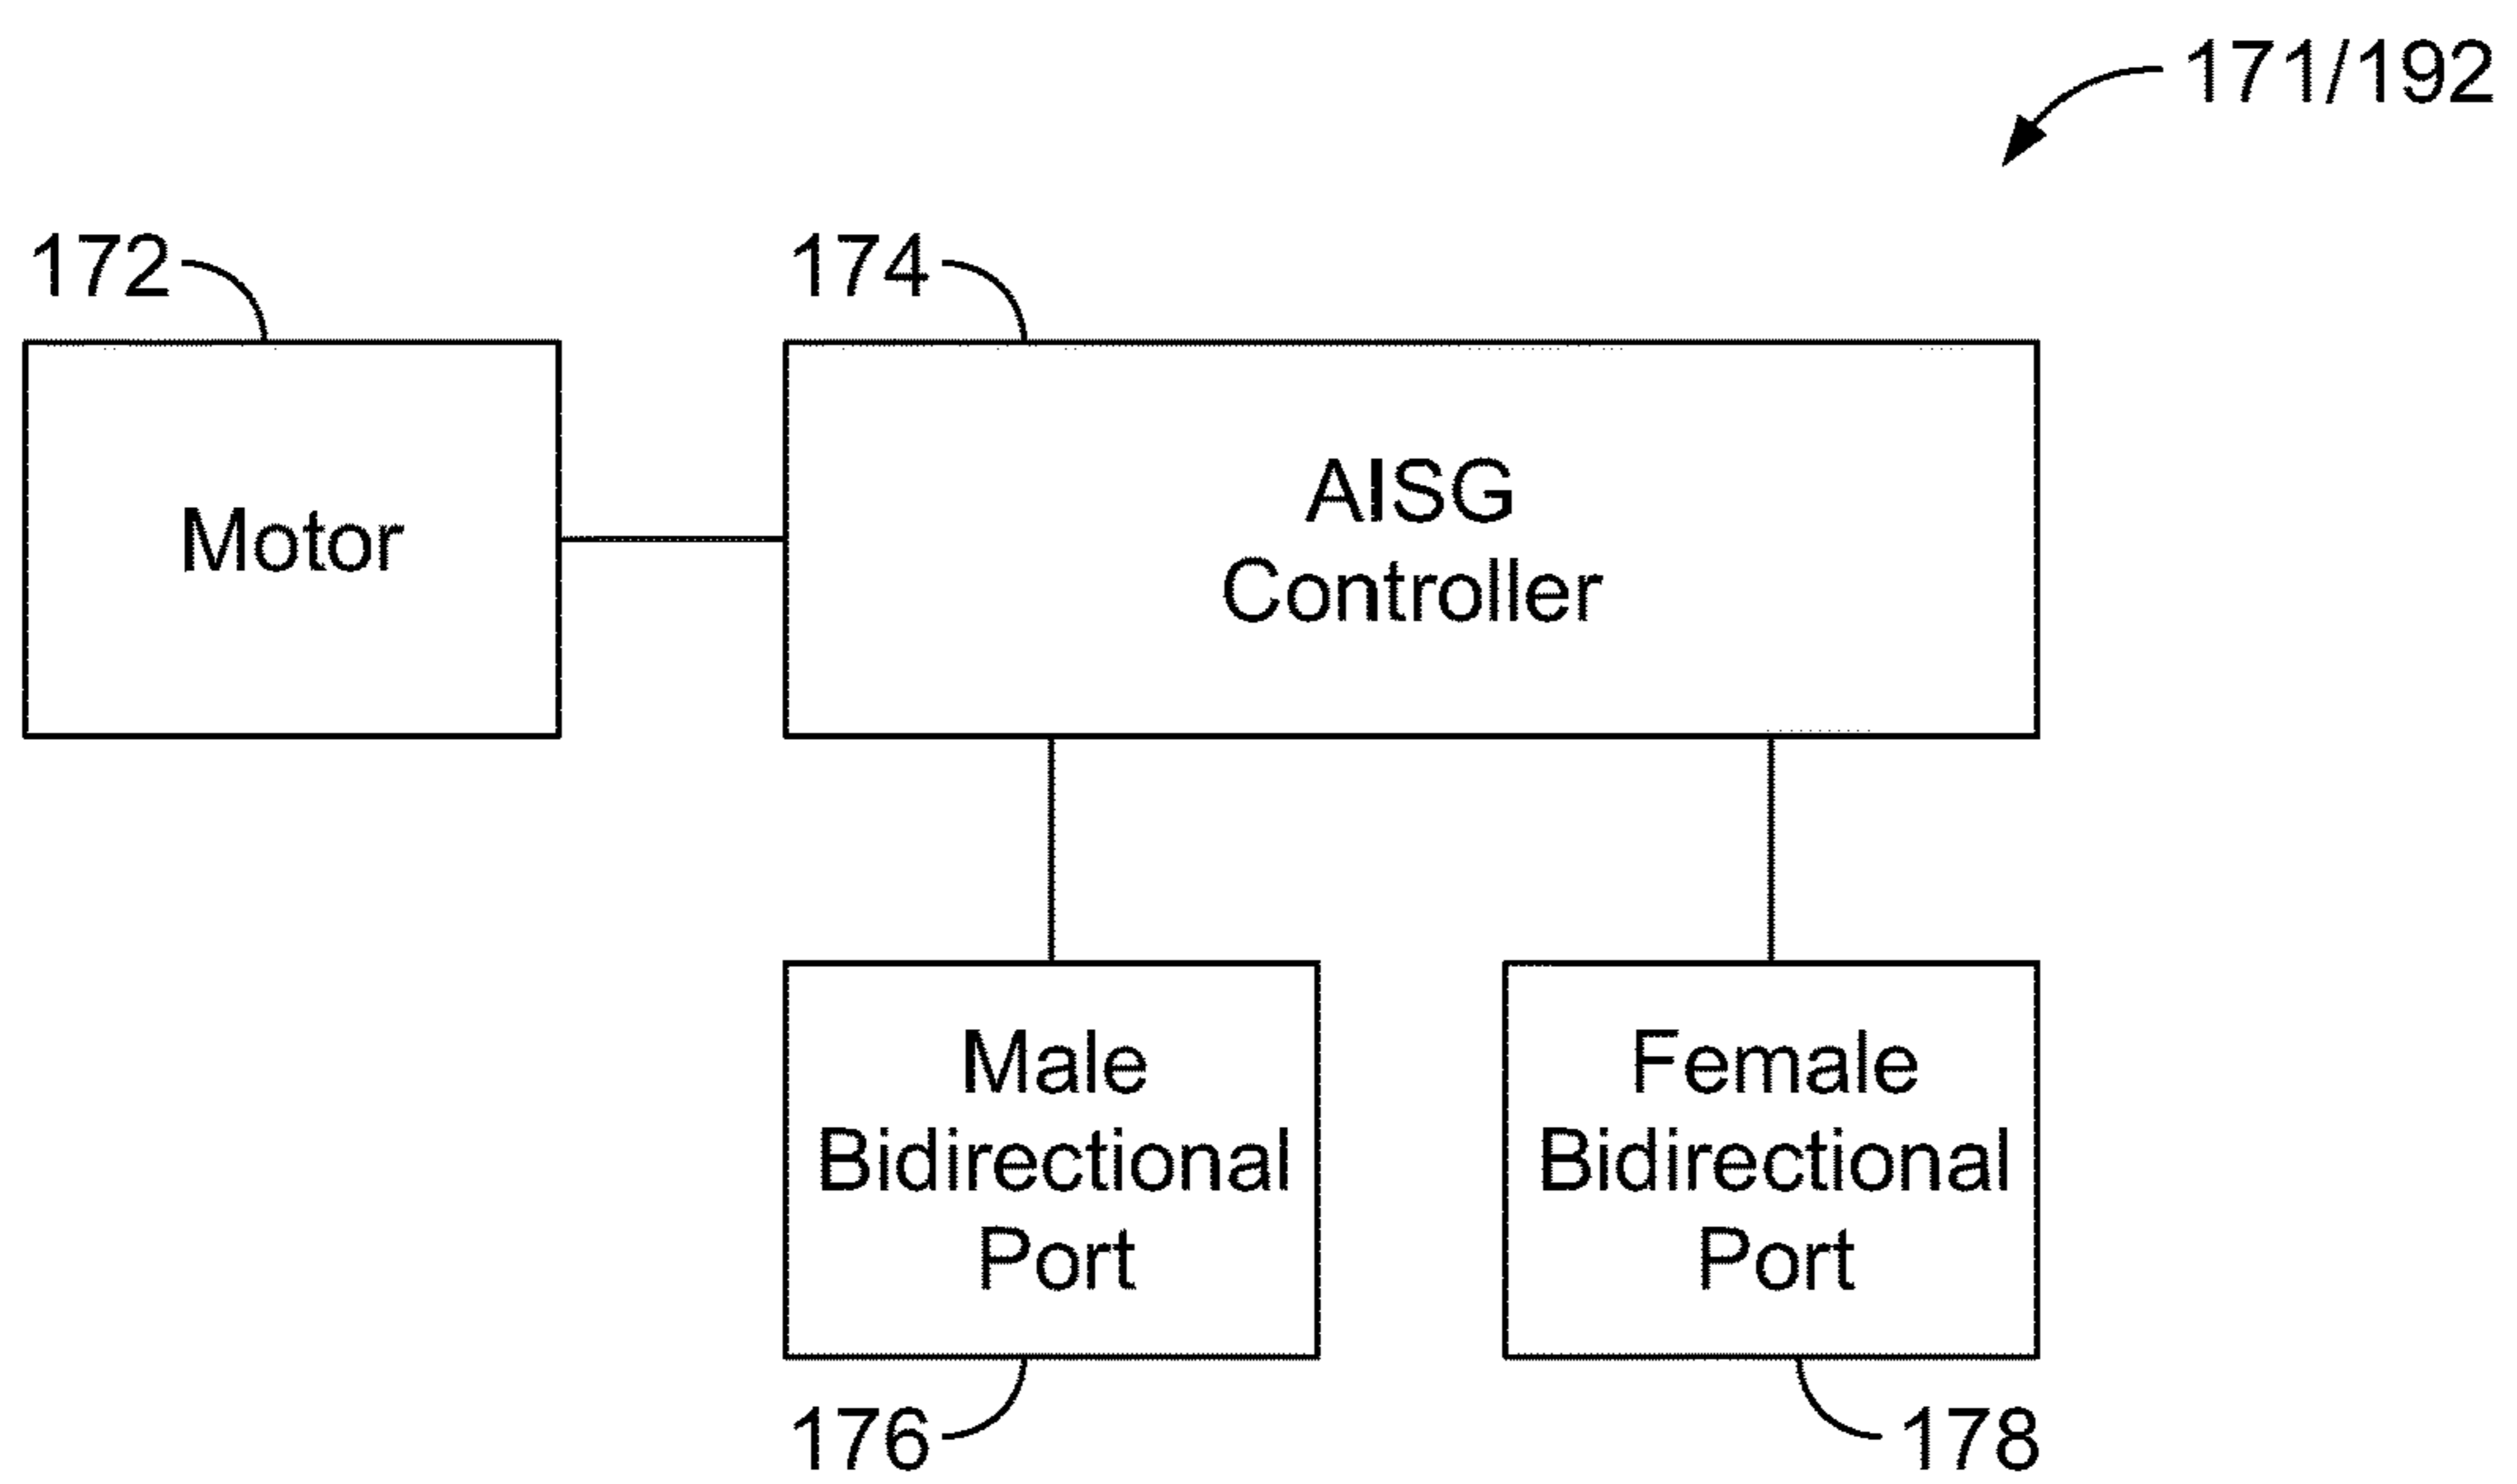 171/192
172
174
Motor
AISG
Controller
Male
Bidirectional
Port
Female
Bidirectional
Port
176
178